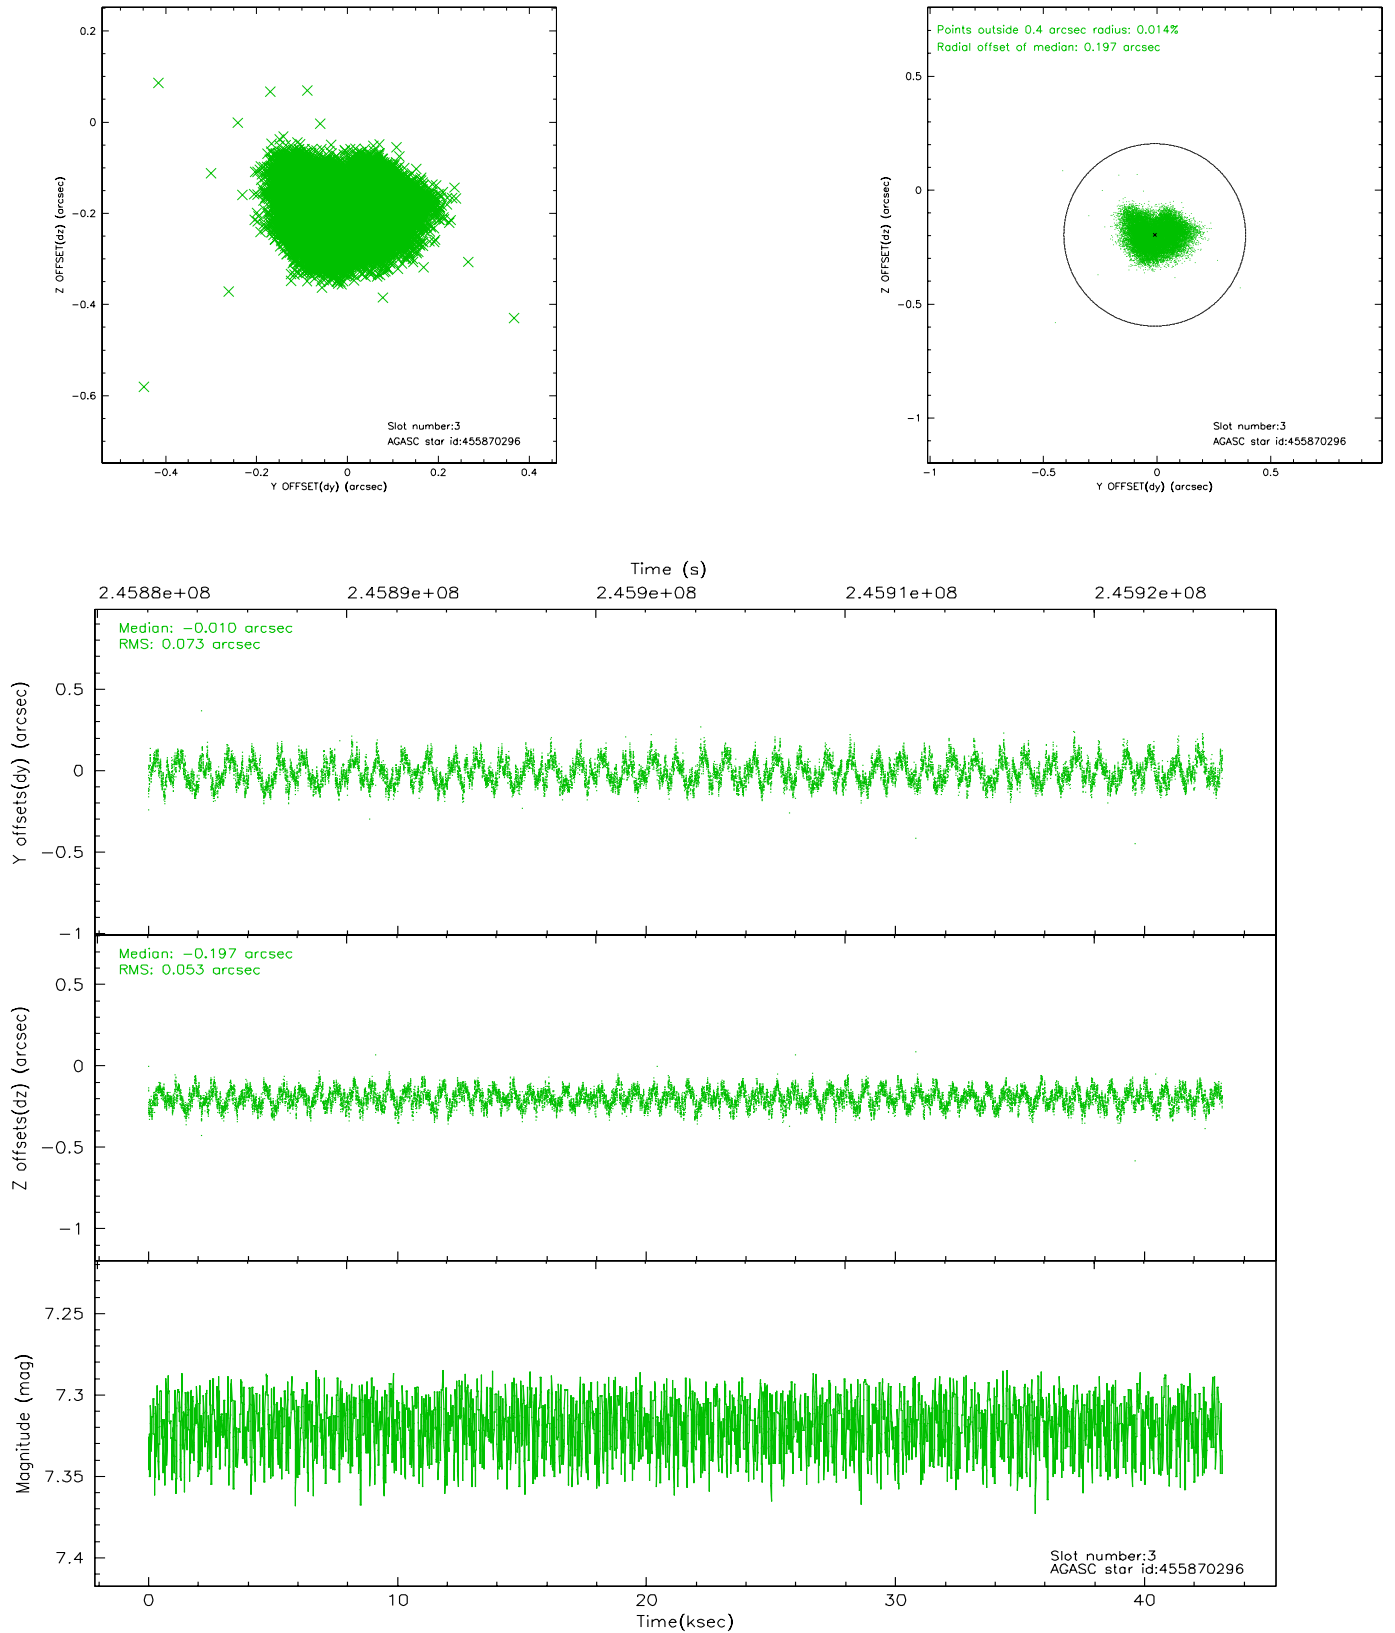 0.2
0
-0.2
-0.4
-0.6
Z OFFSET(dz) (arcsec)
Slot number:3
AGASC star id:455870296
-0.4 -0.2 0 0.2 0.4
Y OFFSET(dy) (arcsec)
Points outside 0.4 arcsec radius: 0.014%
Radial offset of median: 0.197 arcsec
0.5
0
-0.5
-1
Z OFFSET(dz) (arcsec)
Slot number:3
AGASC star id:455870296
-1 -0.5 0 0.5
Y OFFSET(dy) (arcsec)
Time (s)
2.4588e+08 2.4589e+08 2.459e+08 2.4591e+08 2.4592e+08
Median: -0.010 arcsec
RMS: 0.073 arcsec
0.5
0
-0.5
-1
Y offsets(dy) (arcsec)
Median: -0.197 arcsec
RMS: 0.053 arcsec
0.5
0
-0.5
-1
Z offsets(dz) (arcsec)
7.25
7.3
7.35
7.4
Magnitude (mag)
Slot number:3
AGASC star id:455870296
0 10 20 30 40
Time(ksec)